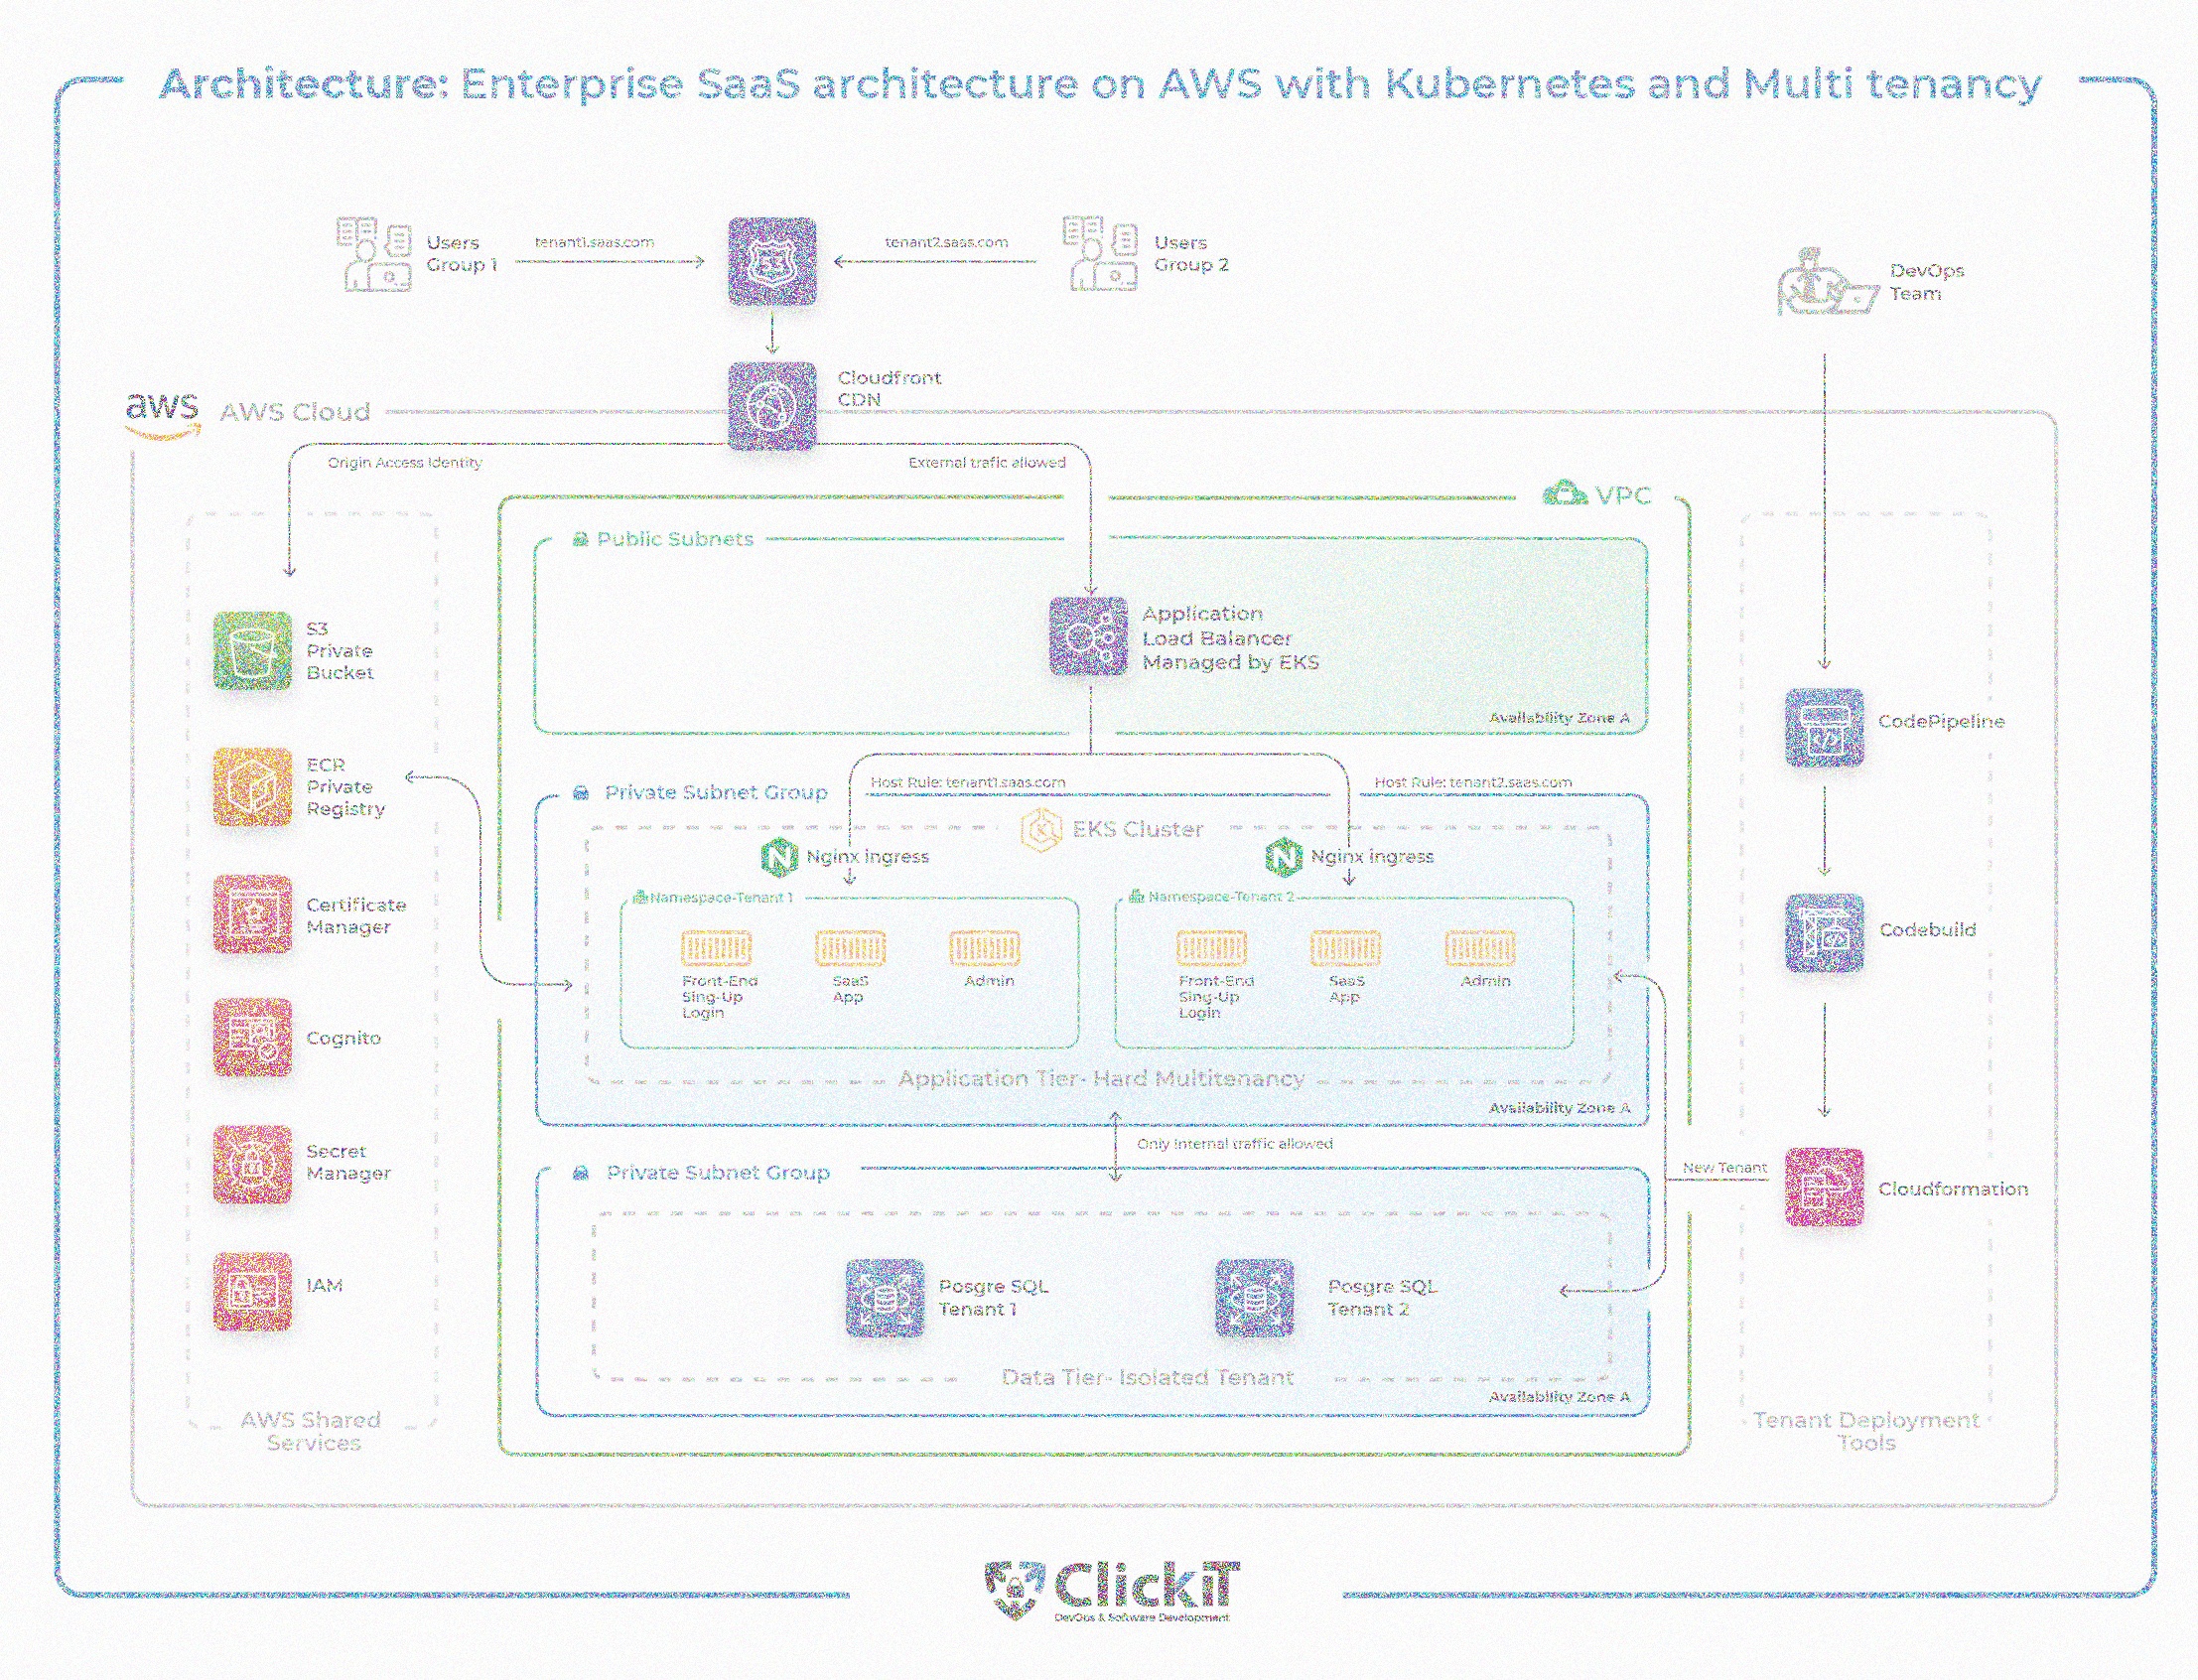 Architecture: Enterprise SaaS architecture on AWS with Kubernetes and Multi tenancy
Users
Group 1
tenant1.saas.com
53
tenant2.saas.com
Users
Group 2
DevOps
Team
Cloudfront
CDN
aws
AWS Cloud
Origin Access Identity
External trafic allowed
VPC
Public Subnets
Application
Load Balancer
Managed by EKS
Availability Zone A
S3
Private
Bucket
ECR
Private
Registry
Certificate
Manager
Cognito
Secret
Manager
IAM
AWS Shared
Services
Host Rule: tenant1.saas.com
Host Rule: tenant2.saas.com
Private Subnet Group
EKS Cluster
Nginx ingress
Nginx ingress
Namespace-Tenant 1
Front-End
Sing-Up
Login
SaaS
App
Admin
Namespace-Tenant 2
Front-End
Sing-Up
Login
SaaS
App
Admin
Application Tier- Hard Multitenancy
Availability Zone A
Only internal traffic allowed
Private Subnet Group
Posgre SQL
Tenant 1
Posgre SQL
Tenant 2
Data Tier- Isolated Tenant
Availability Zone A
CodePipeline
Codebuild
New Tenant
Cloudformation
Tenant Deployment
Tools
ClickIT
DevOps & Software Development